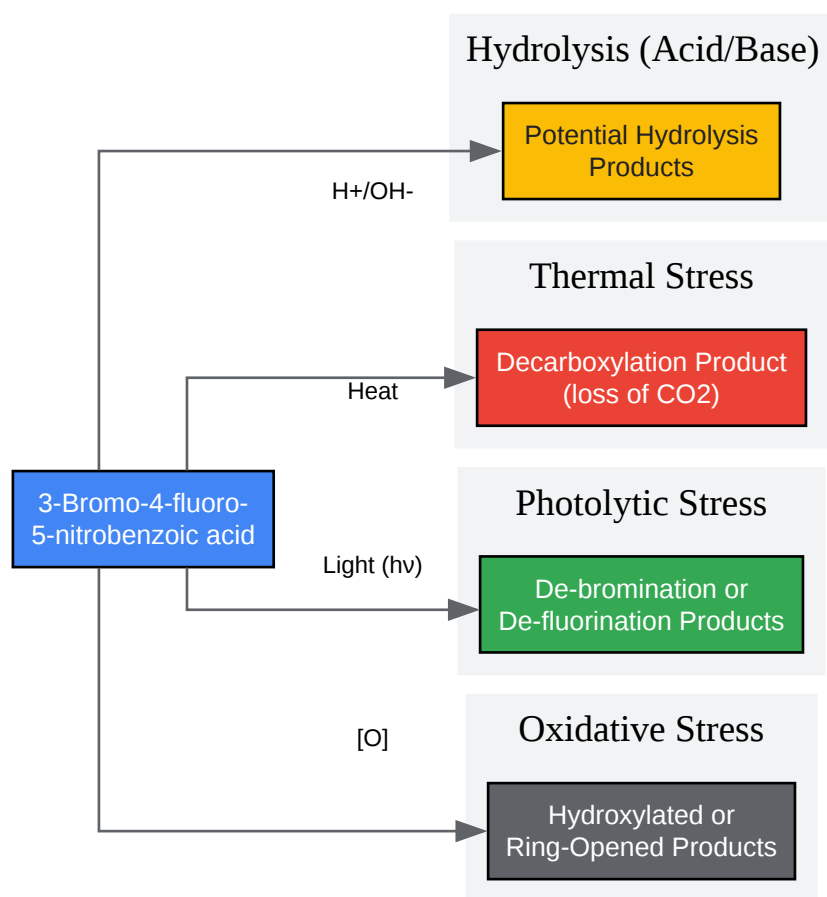 Hydrolysis (Acid/Base)
Potential Hydrolysis
Products
H+/OH-
Thermal Stress
Decarboxylation Product
(loss of CO2)
Heat
3-Bromo-4-fluoro-
5-nitrobenzoic acid
Photolytic Stress
Light (hν)
De-bromination or
De-fluorination Products
[O]
Oxidative Stress
Hydroxylated or
Ring-Opened Products